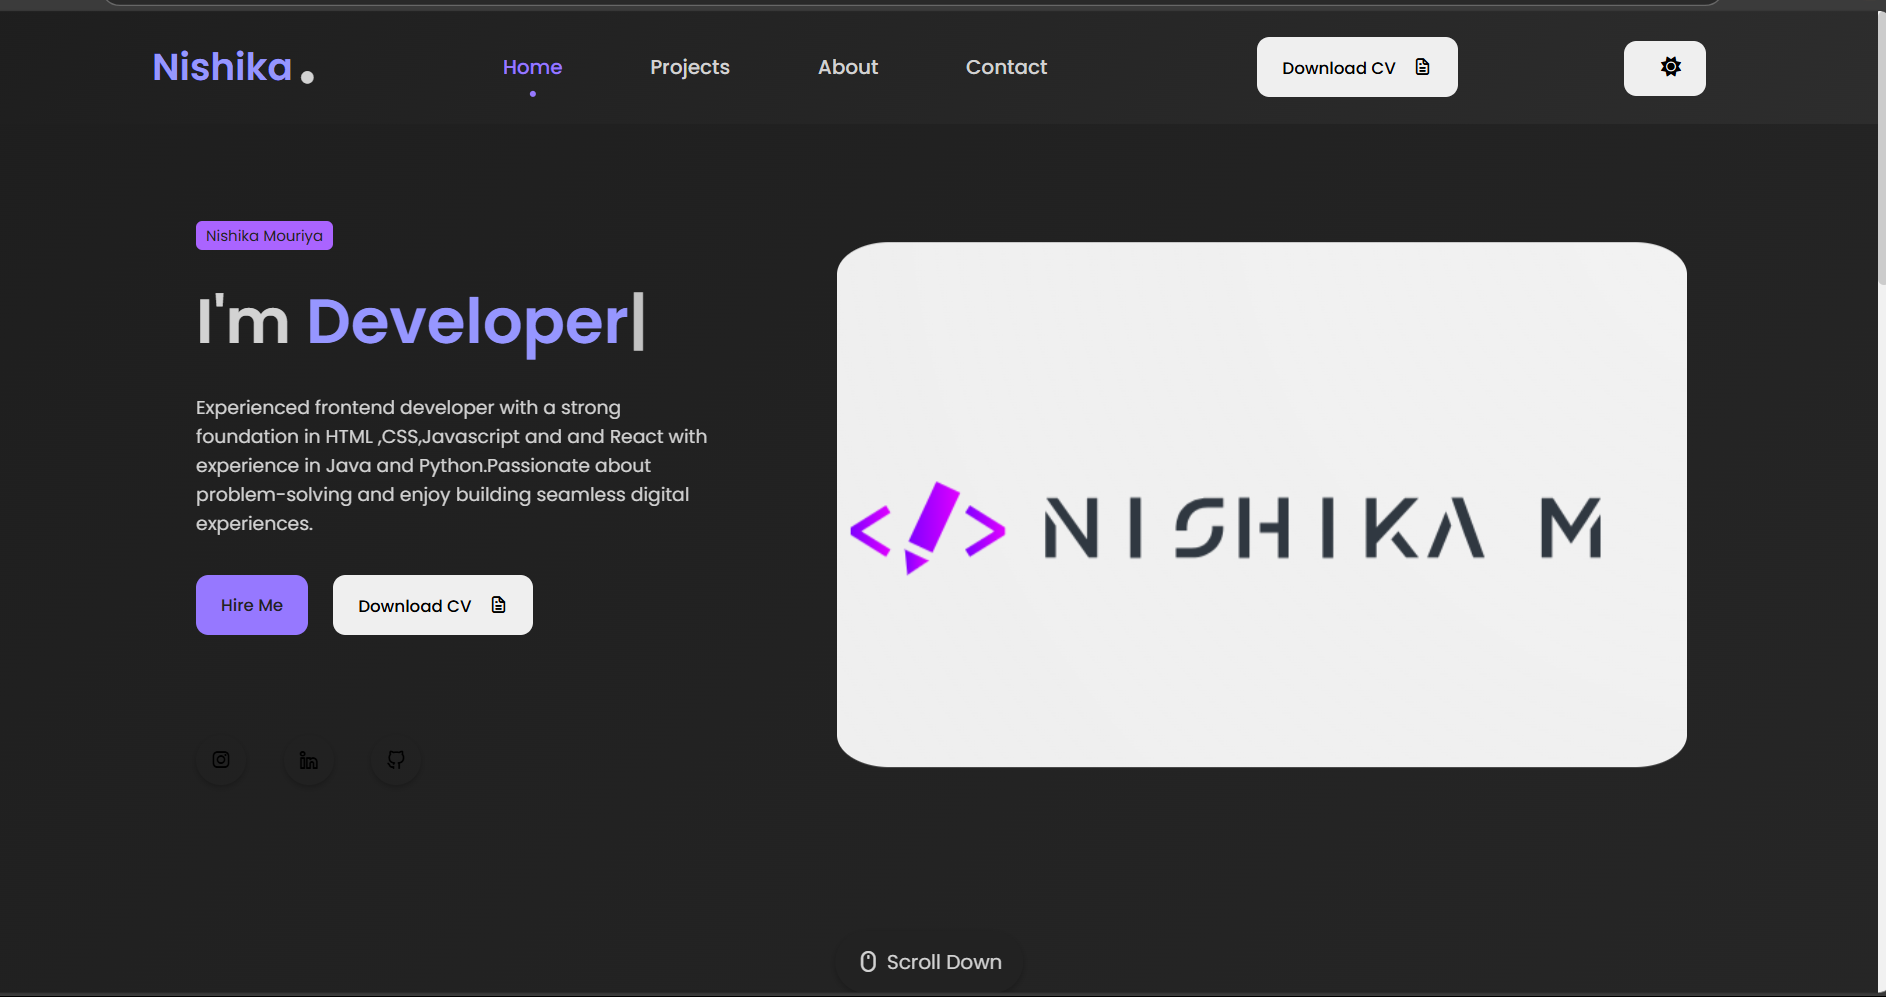 Nishika .
Home
Projects
About
Contact
Download CV
Nishika Mouriya
I'm Developer|
Experienced frontend developer with a strong
foundation in HTML ,CSS,Javascript and and React with
experience in Java and Python.Passionate about
problem-solving and enjoy building seamless digital
experiences.
Hire Me
Download CV
</> NISHIKA M
Scroll Down